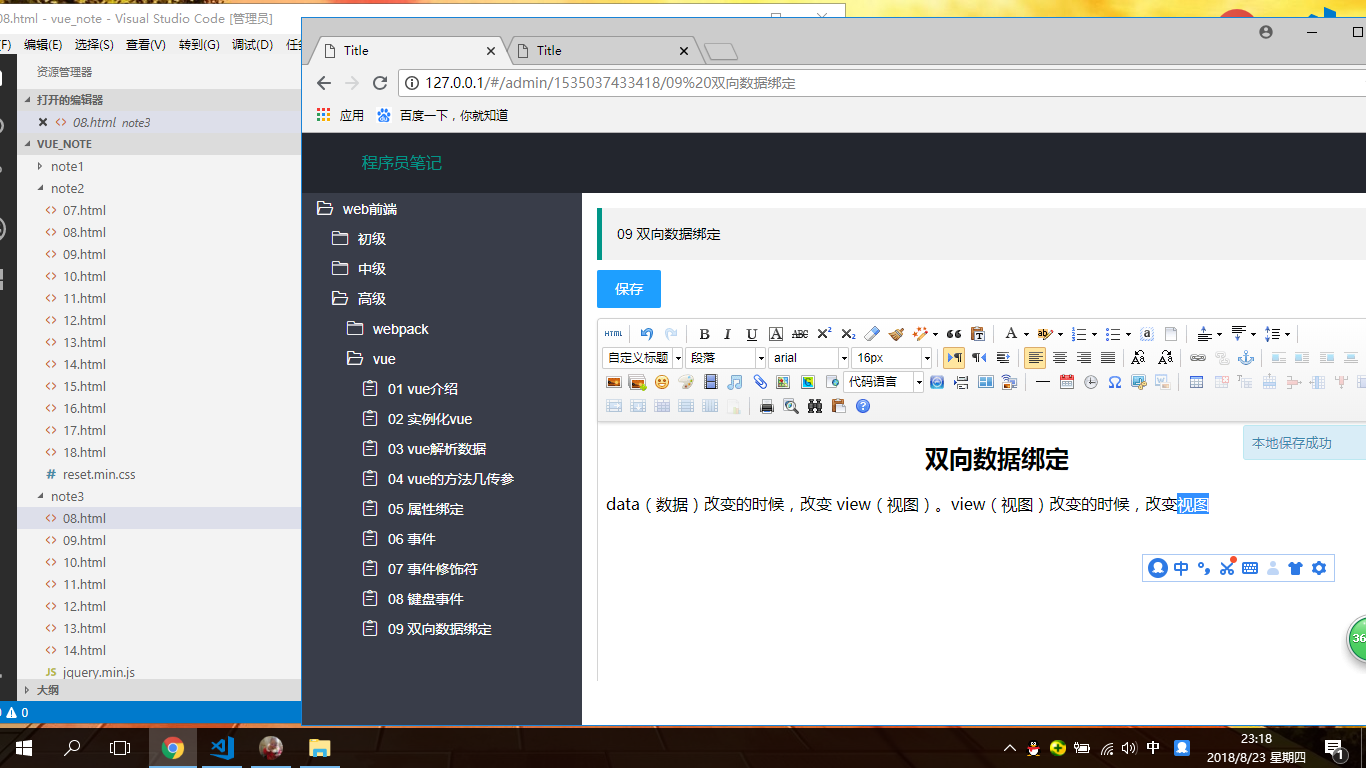 08.html - vue_note - Visual Studio Code [管理员]
(F) 编辑(E) 选择(S) 查看(V) 转到(G) 调试(D) 任
资源管理器
打开的编辑器
08.html note3
VUE_NOTE
note1
note2
07.html
08.html
09.html
10.html
11.html
12.html
13.html
14.html
15.html
16.html
17.html
18.html
# reset.min.css
note3
08.html
09.html
10.html
11.html
12.html
13.html
14.html
JS jquery.min.js
大纲
0
Title
Title
127.0.0.1/#/admin/1535037433418/09%20双向数据绑定
应用 百度一下，你就知道
程序员笔记
web前端
初级
中级
高级
webpack
vue
01 vue介绍
02 实例化vue
03 vue解析数据
04 vue的方法几传参
05 属性绑定
06 事件
07 事件修饰符
08 键盘事件
09 双向数据绑定
09 双向数据绑定
保存
HTML B I U A ABC X² X₂ A ab a
自定义标题 段落 arial 16px
代码语言
本地保存成功
双向数据绑定
data（数据）改变的时候，改变 view（视图）。view（视图）改变的时候，改变视图
中
36
中
23:18
2018/8/23 星期四
1